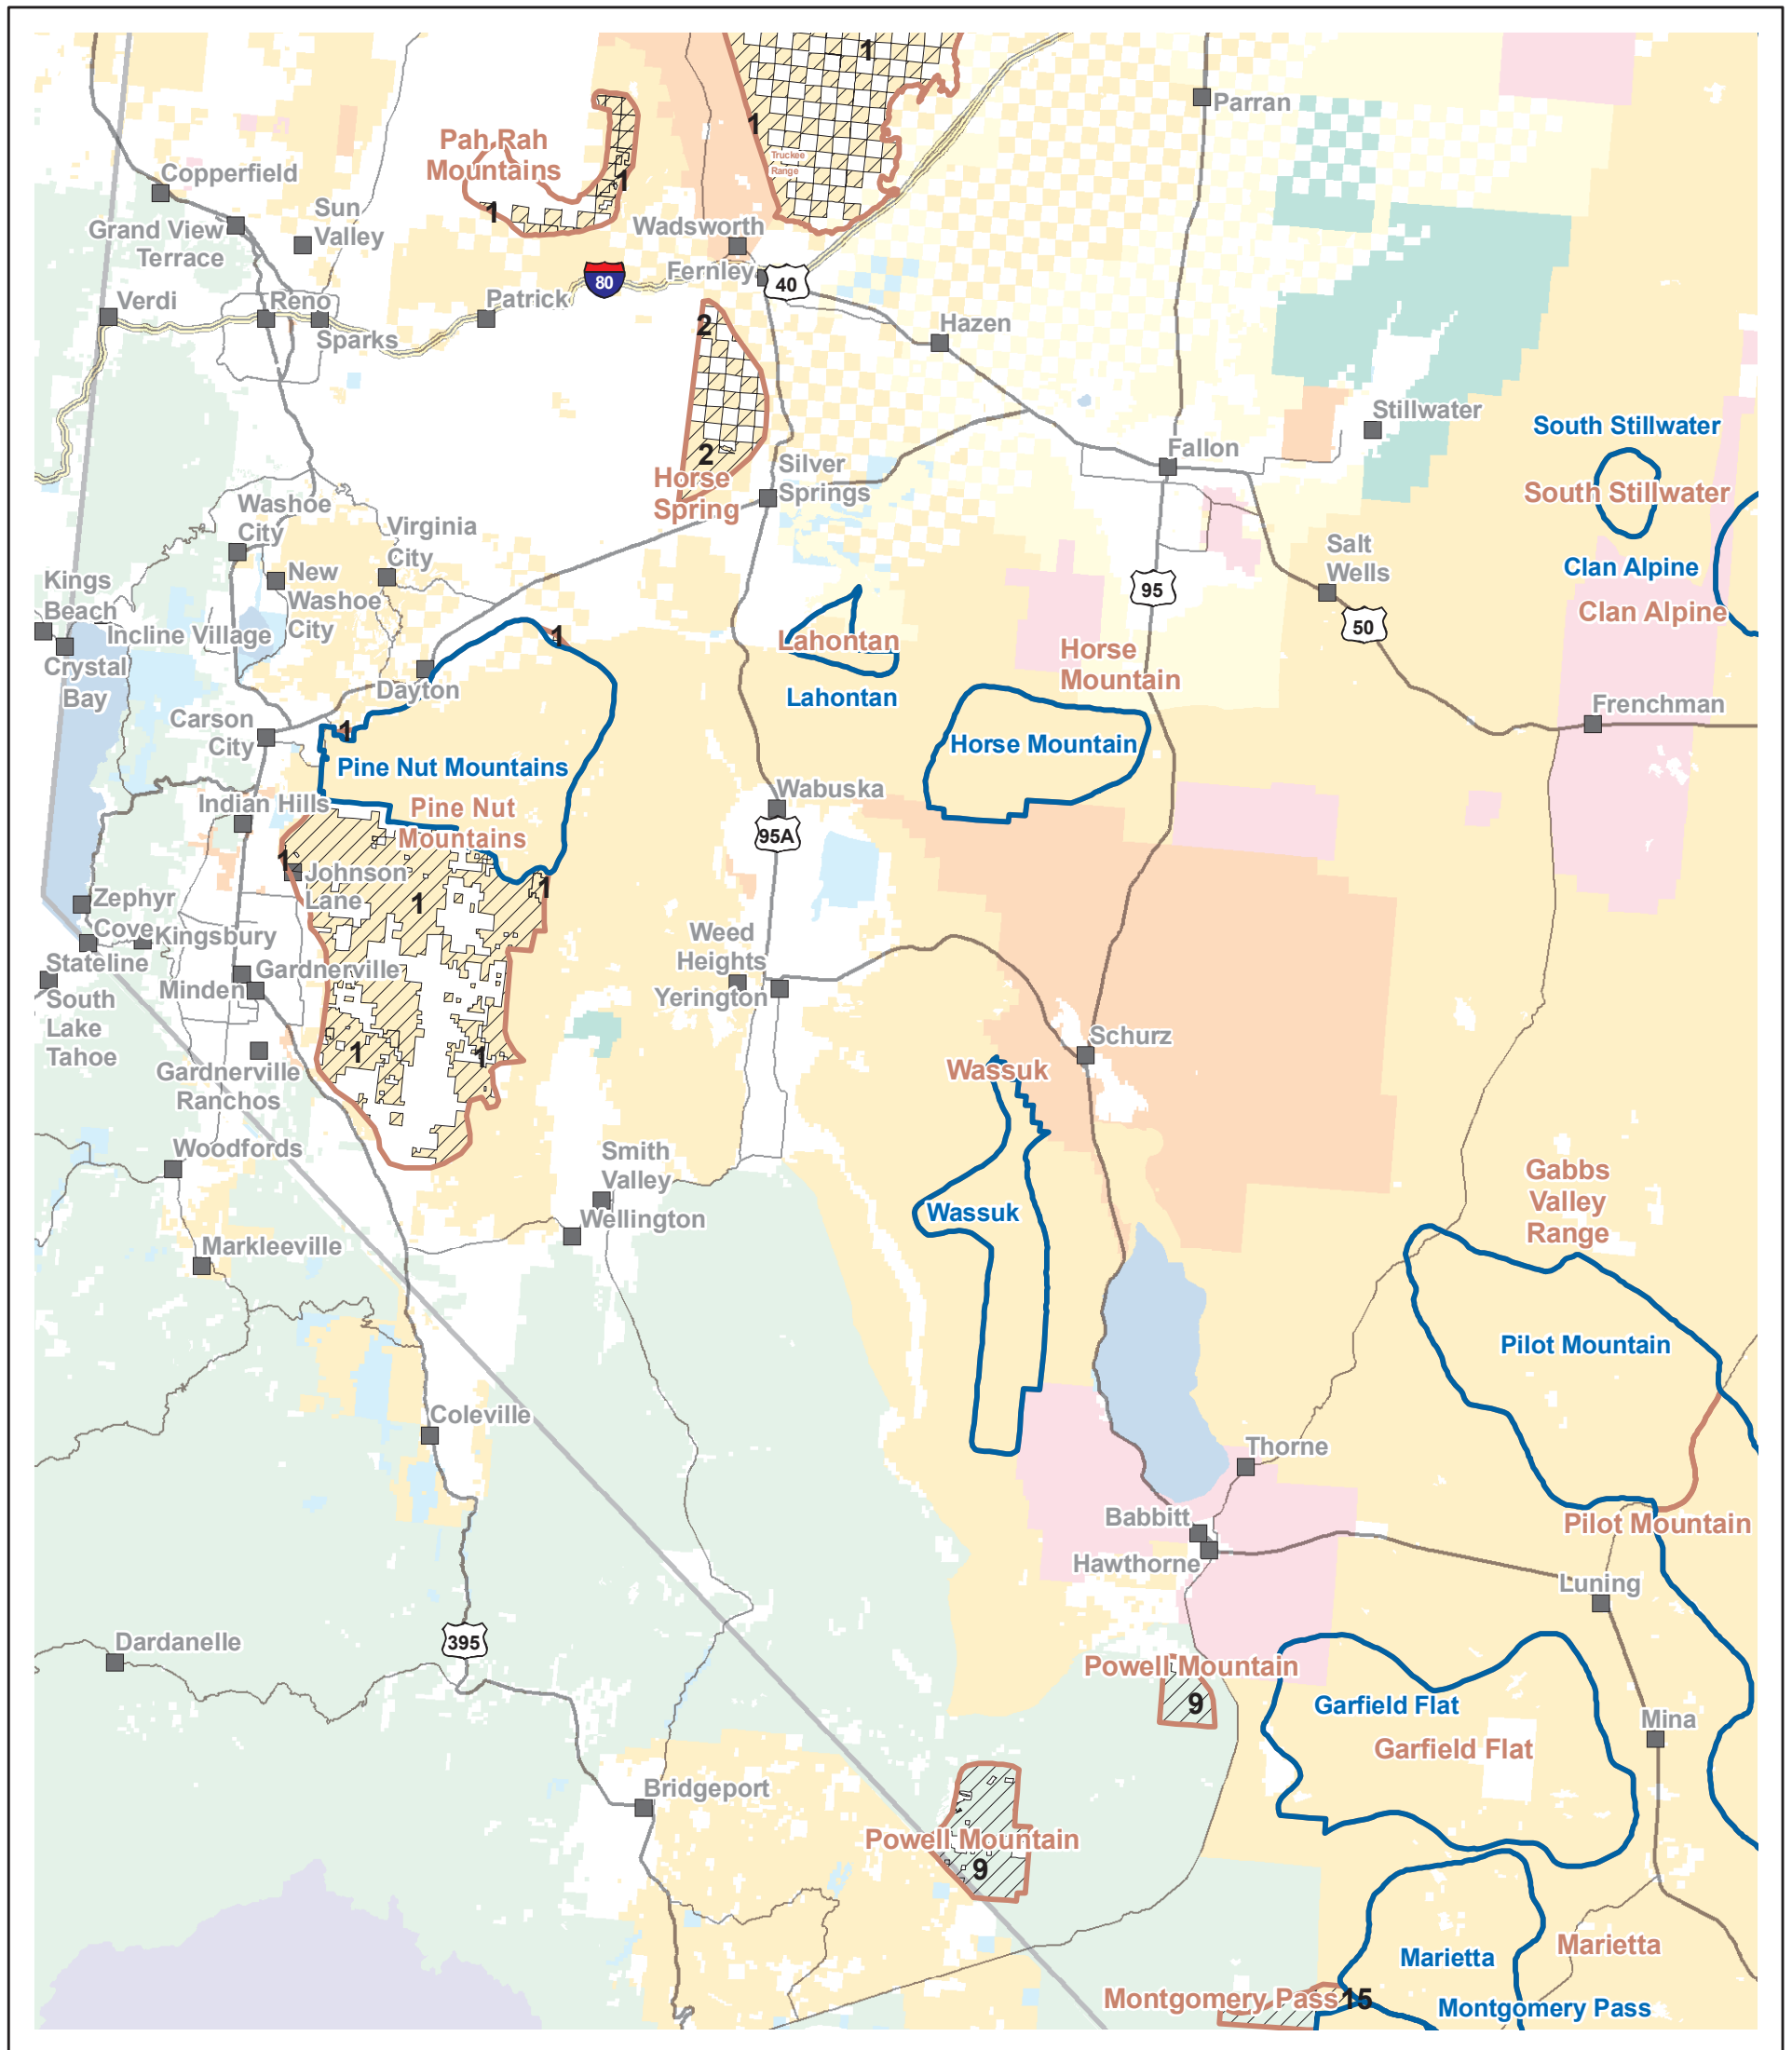 1
Parran
Pah Rah
Mountains
1
Truckee
Range
Copperfield
1
1
Sun
Valley
Grand View
Terrace
Wadsworth
Fernley
80
40
Verdi
Reno
Patrick
Sparks
2
Hazen
Stillwater
South Stillwater
Fallon
2
Silver
Springs
Horse
Spring
South Stillwater
Washoe
City
Virginia
City
Salt
Wells
Clan Alpine
Kings
Beach
New
Washoe
City
95
Clan Alpine
50
Incline Village
1
Lahontan
Horse
Mountain
Crystal
Bay
Dayton
Lahontan
Frenchman
Carson
City
1
Horse Mountain
Pine Nut Mountains
Wabuska
Indian Hills
Pine Nut
Mountains
95A
1
Johnson
Lane
1
1
Zephyr
Cove
Kingsbury
Weed
Heights
Stateline
Gardnerville
Minden
Yerington
South
Lake
Tahoe
1
1
Schurz
Gardnerville
Ranchos
Wassuk
Woodfords
Smith
Valley
Gabbs
Valley
Range
Wassuk
Wellington
Markleeville
Pilot Mountain
Coleville
Thorne
Babbitt
Pilot Mountain
Hawthorne
Luning
Dardanelle
395
Powell Mountain
9
Garfield Flat
Mina
Garfield Flat
Bridgeport
Powell Mountain
9
Marietta
Marietta
Montgomery Pass
15
Montgomery Pass